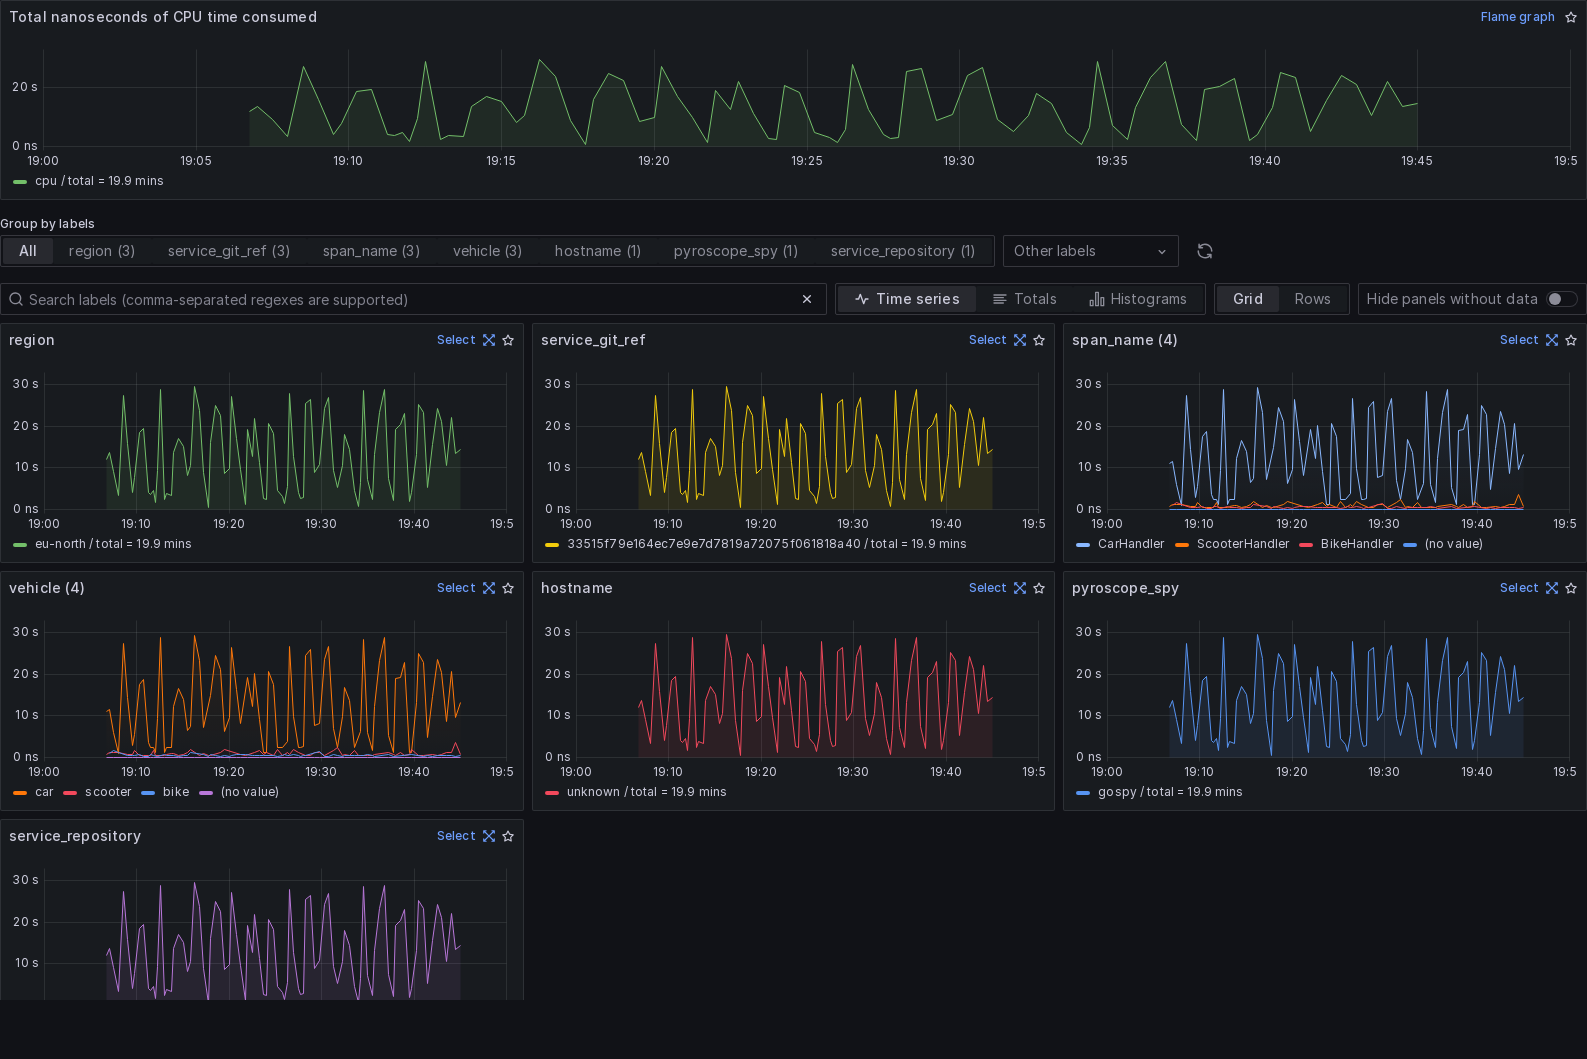 Total nanoseconds of CPU time consumed
Flame graph
20 s
0 ns
19:00 19:05 19:10 19:15 19:20 19:25 19:30 19:35 19:40 19:45 19:5
cpu / total = 19.9 mins
Group by labels
All region (3) service_git_ref (3) span_name (3) vehicle (3) hostname (1) pyroscope_spy (1) service_repository (1) Other labels
Search labels (comma-separated regexes are supported) Time series Totals Histograms Grid Rows Hide panels without data
region Select
30 s
20 s
10 s
0 ns
19:00 19:10 19:20 19:30 19:40 19:5
eu-north / total = 19.9 mins
service_git_ref Select
30 s
20 s
10 s
0 ns
19:00 19:10 19:20 19:30 19:40 19:5
33515f79e164ec7e9e7d7819a72075f061818a40 / total = 19.9 mins
span_name (4) Select
30 s
20 s
10 s
0 ns
19:00 19:10 19:20 19:30 19:40 19:5
CarHandler ScooterHandler BikeHandler (no value)
vehicle (4) Select
30 s
20 s
10 s
0 ns
19:00 19:10 19:20 19:30 19:40 19:5
car scooter bike (no value)
hostname Select
30 s
20 s
10 s
0 ns
19:00 19:10 19:20 19:30 19:40 19:5
unknown / total = 19.9 mins
pyroscope_spy Select
30 s
20 s
10 s
0 ns
19:00 19:10 19:20 19:30 19:40 19:5
gospy / total = 19.9 mins
service_repository Select
30 s
20 s
10 s